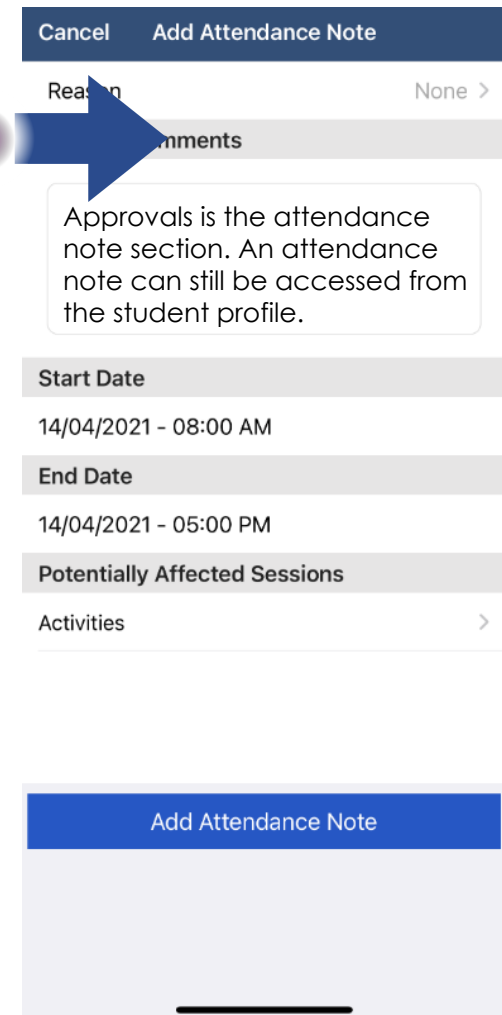 Cancel Add Attendance Note
Reason None >
mments
Approvals is the attendance
note section. An attendance
note can still be accessed from
the student profile.
Start Date
14/04/2021 - 08:00 AM
End Date
14/04/2021 - 05:00 PM
Potentially Affected Sessions
Activities >
Add Attendance Note